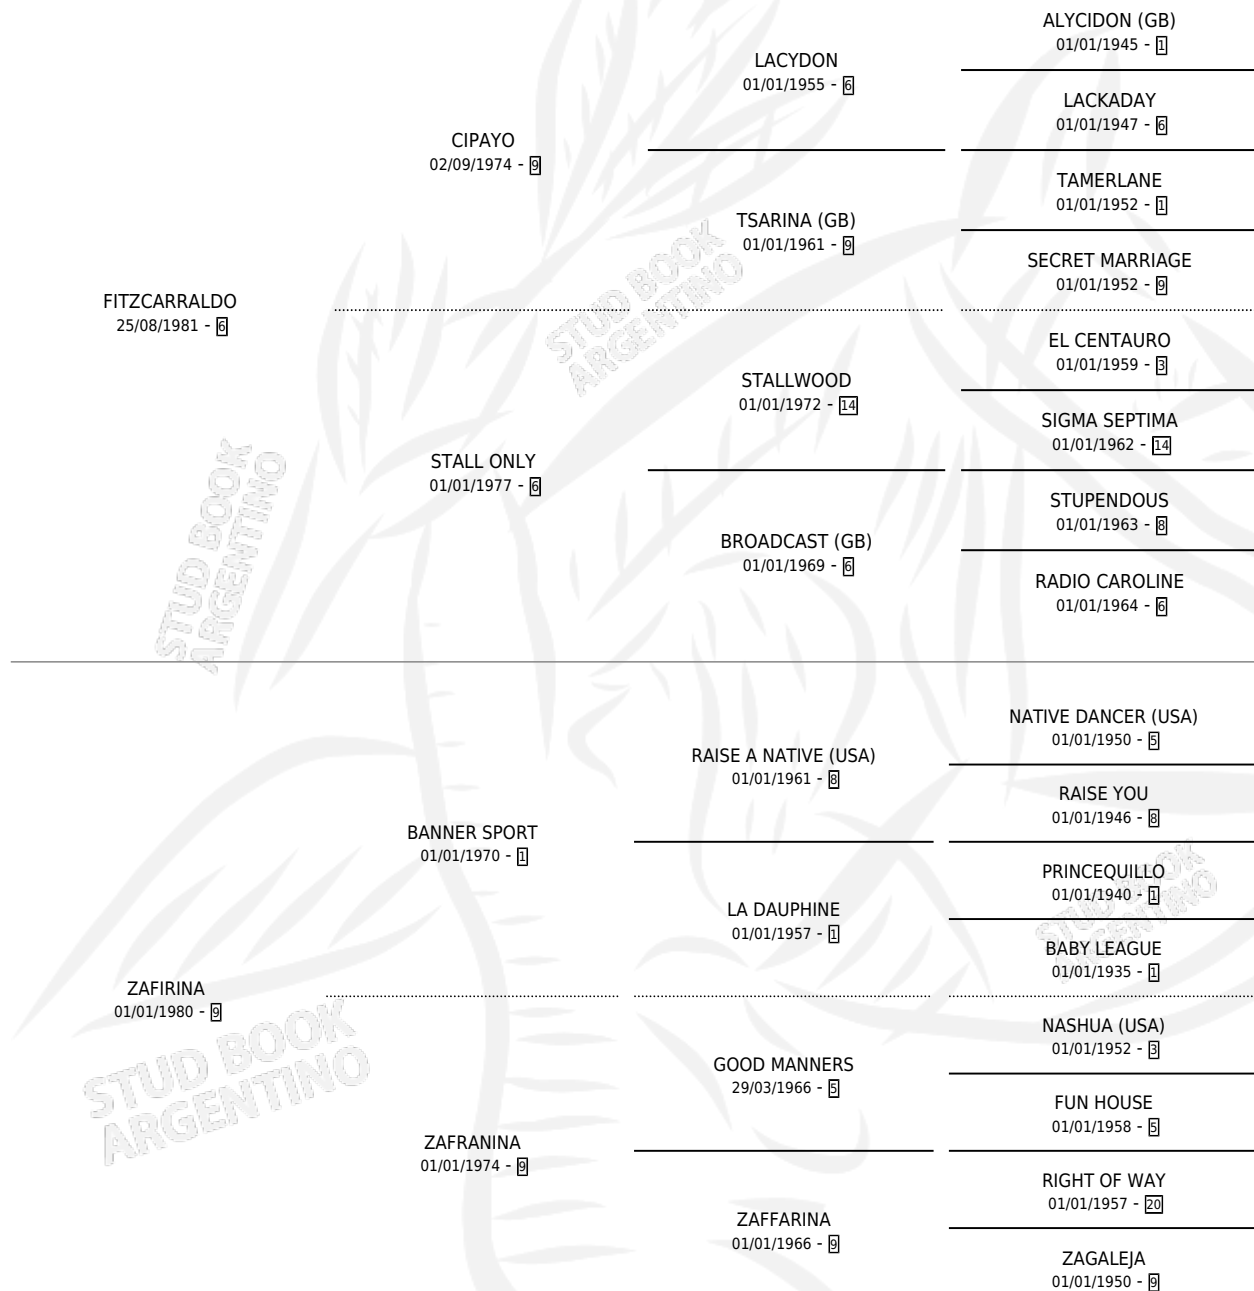 ALYCIDON (GB)
01/01/1945 - 1
LACYDON
01/01/1955 - 6
LACKADAY
01/01/1947 - 6
CIPAYO
02/09/1974 - 9
TAMERLANE
01/01/1952 - 1
TSARINA (GB)
01/01/1961 - 9
SECRET MARRIAGE
01/01/1952 - 9
FITZCARRALDO
25/08/1981 - 6
EL CENTAURO
01/01/1959 - 3
STALLWOOD
01/01/1972 - 14
SIGMA SEPTIMA
01/01/1962 - 14
STALL ONLY
01/01/1977 - 6
STUPENDOUS
01/01/1963 - 8
BROADCAST (GB)
01/01/1969 - 6
RADIO CAROLINE
01/01/1964 - 6
NATIVE DANCER (USA)
01/01/1950 - 5
RAISE A NATIVE (USA)
01/01/1961 - 8
RAISE YOU
01/01/1946 - 8
BANNER SPORT
01/01/1970 - 1
PRINCEQUILLO
01/01/1940 - 1
LA DAUPHINE
01/01/1957 - 1
BABY LEAGUE
01/01/1935 - 1
ZAFIRINA
01/01/1980 - 9
NASHUA (USA)
01/01/1952 - 3
GOOD MANNERS
29/03/1966 - 5
FUN HOUSE
01/01/1958 - 5
ZAFRANINA
01/01/1974 - 9
RIGHT OF WAY
01/01/1957 - 20
ZAFFARINA
01/01/1966 - 9
ZAGALEJA
01/01/1950 - 9
STUD BOOK
ARGENTINO
STUD BOOK
ARGENTINO
STUD BOOK
ARGENTINO
STUD BOOK
ARGENTINO